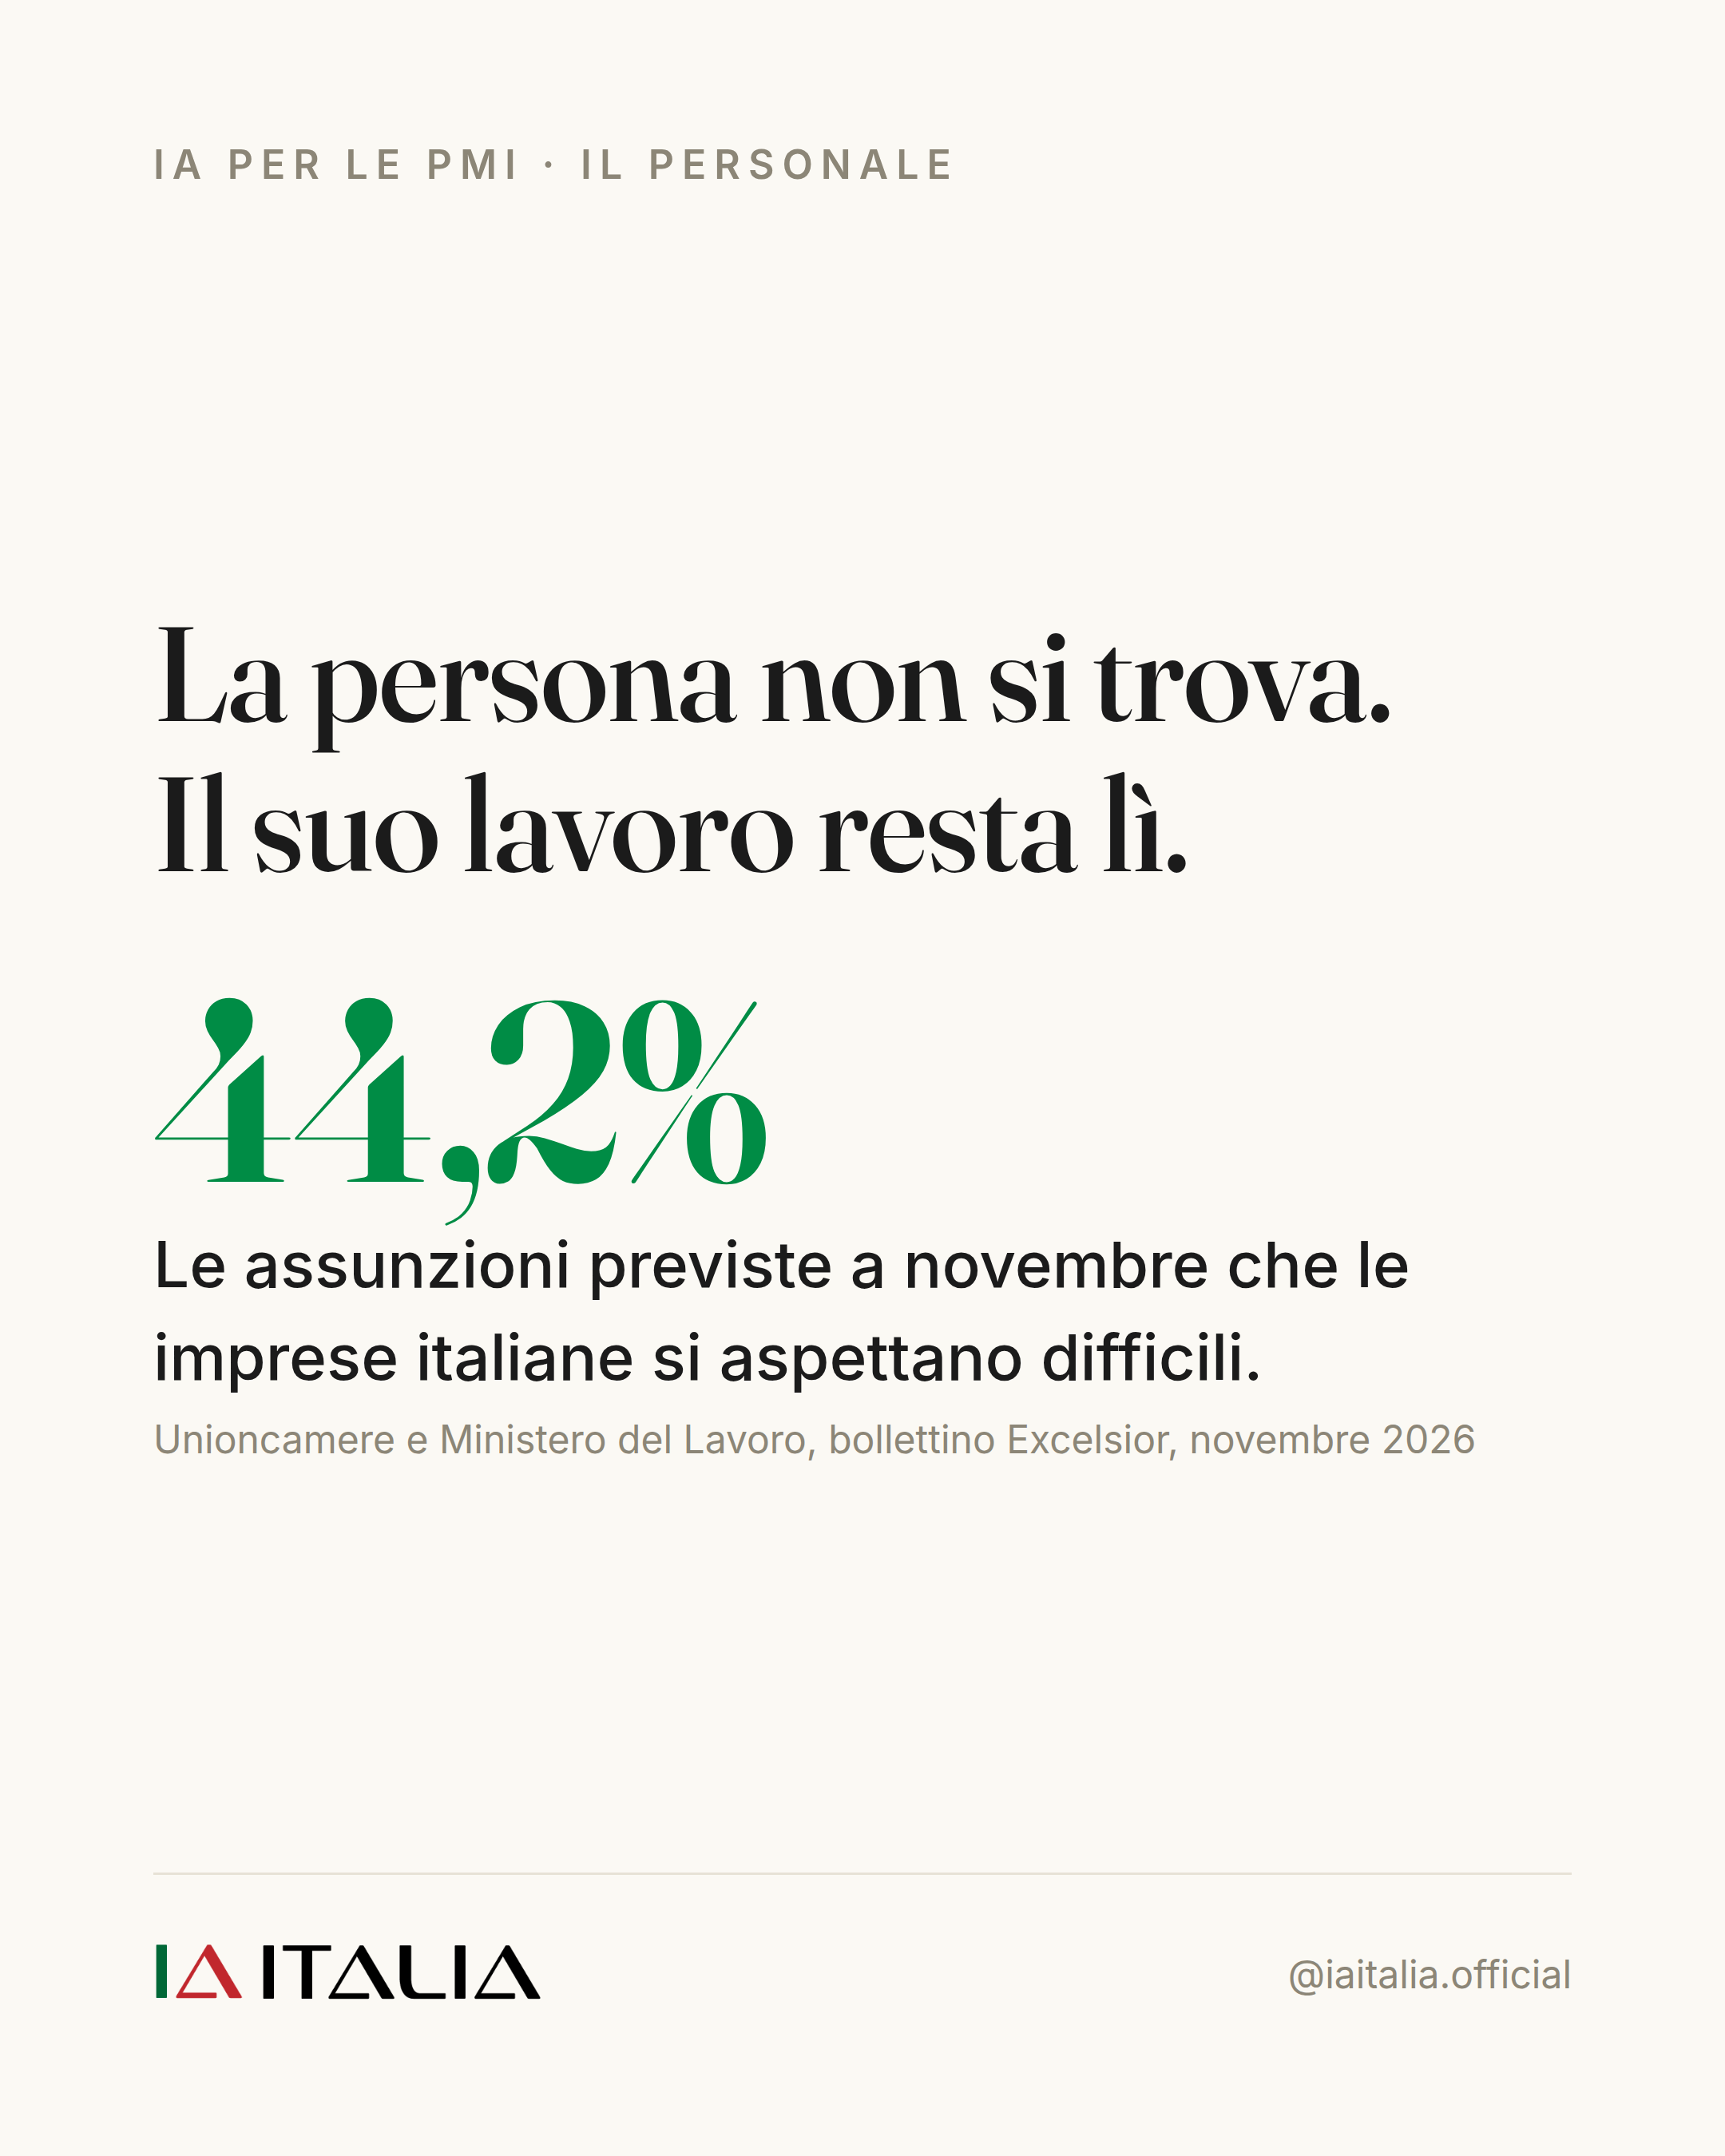 IA PER LE PMI · IL PERSONALE
La persona non si trova.
Il suo lavoro resta lì.
44,2%
Le assunzioni previste a novembre che le
imprese italiane si aspettano difficili.
Unioncamere e Ministero del Lavoro, bollettino Excelsior, novembre 2026
IA ITALIA
@iaitalia.official